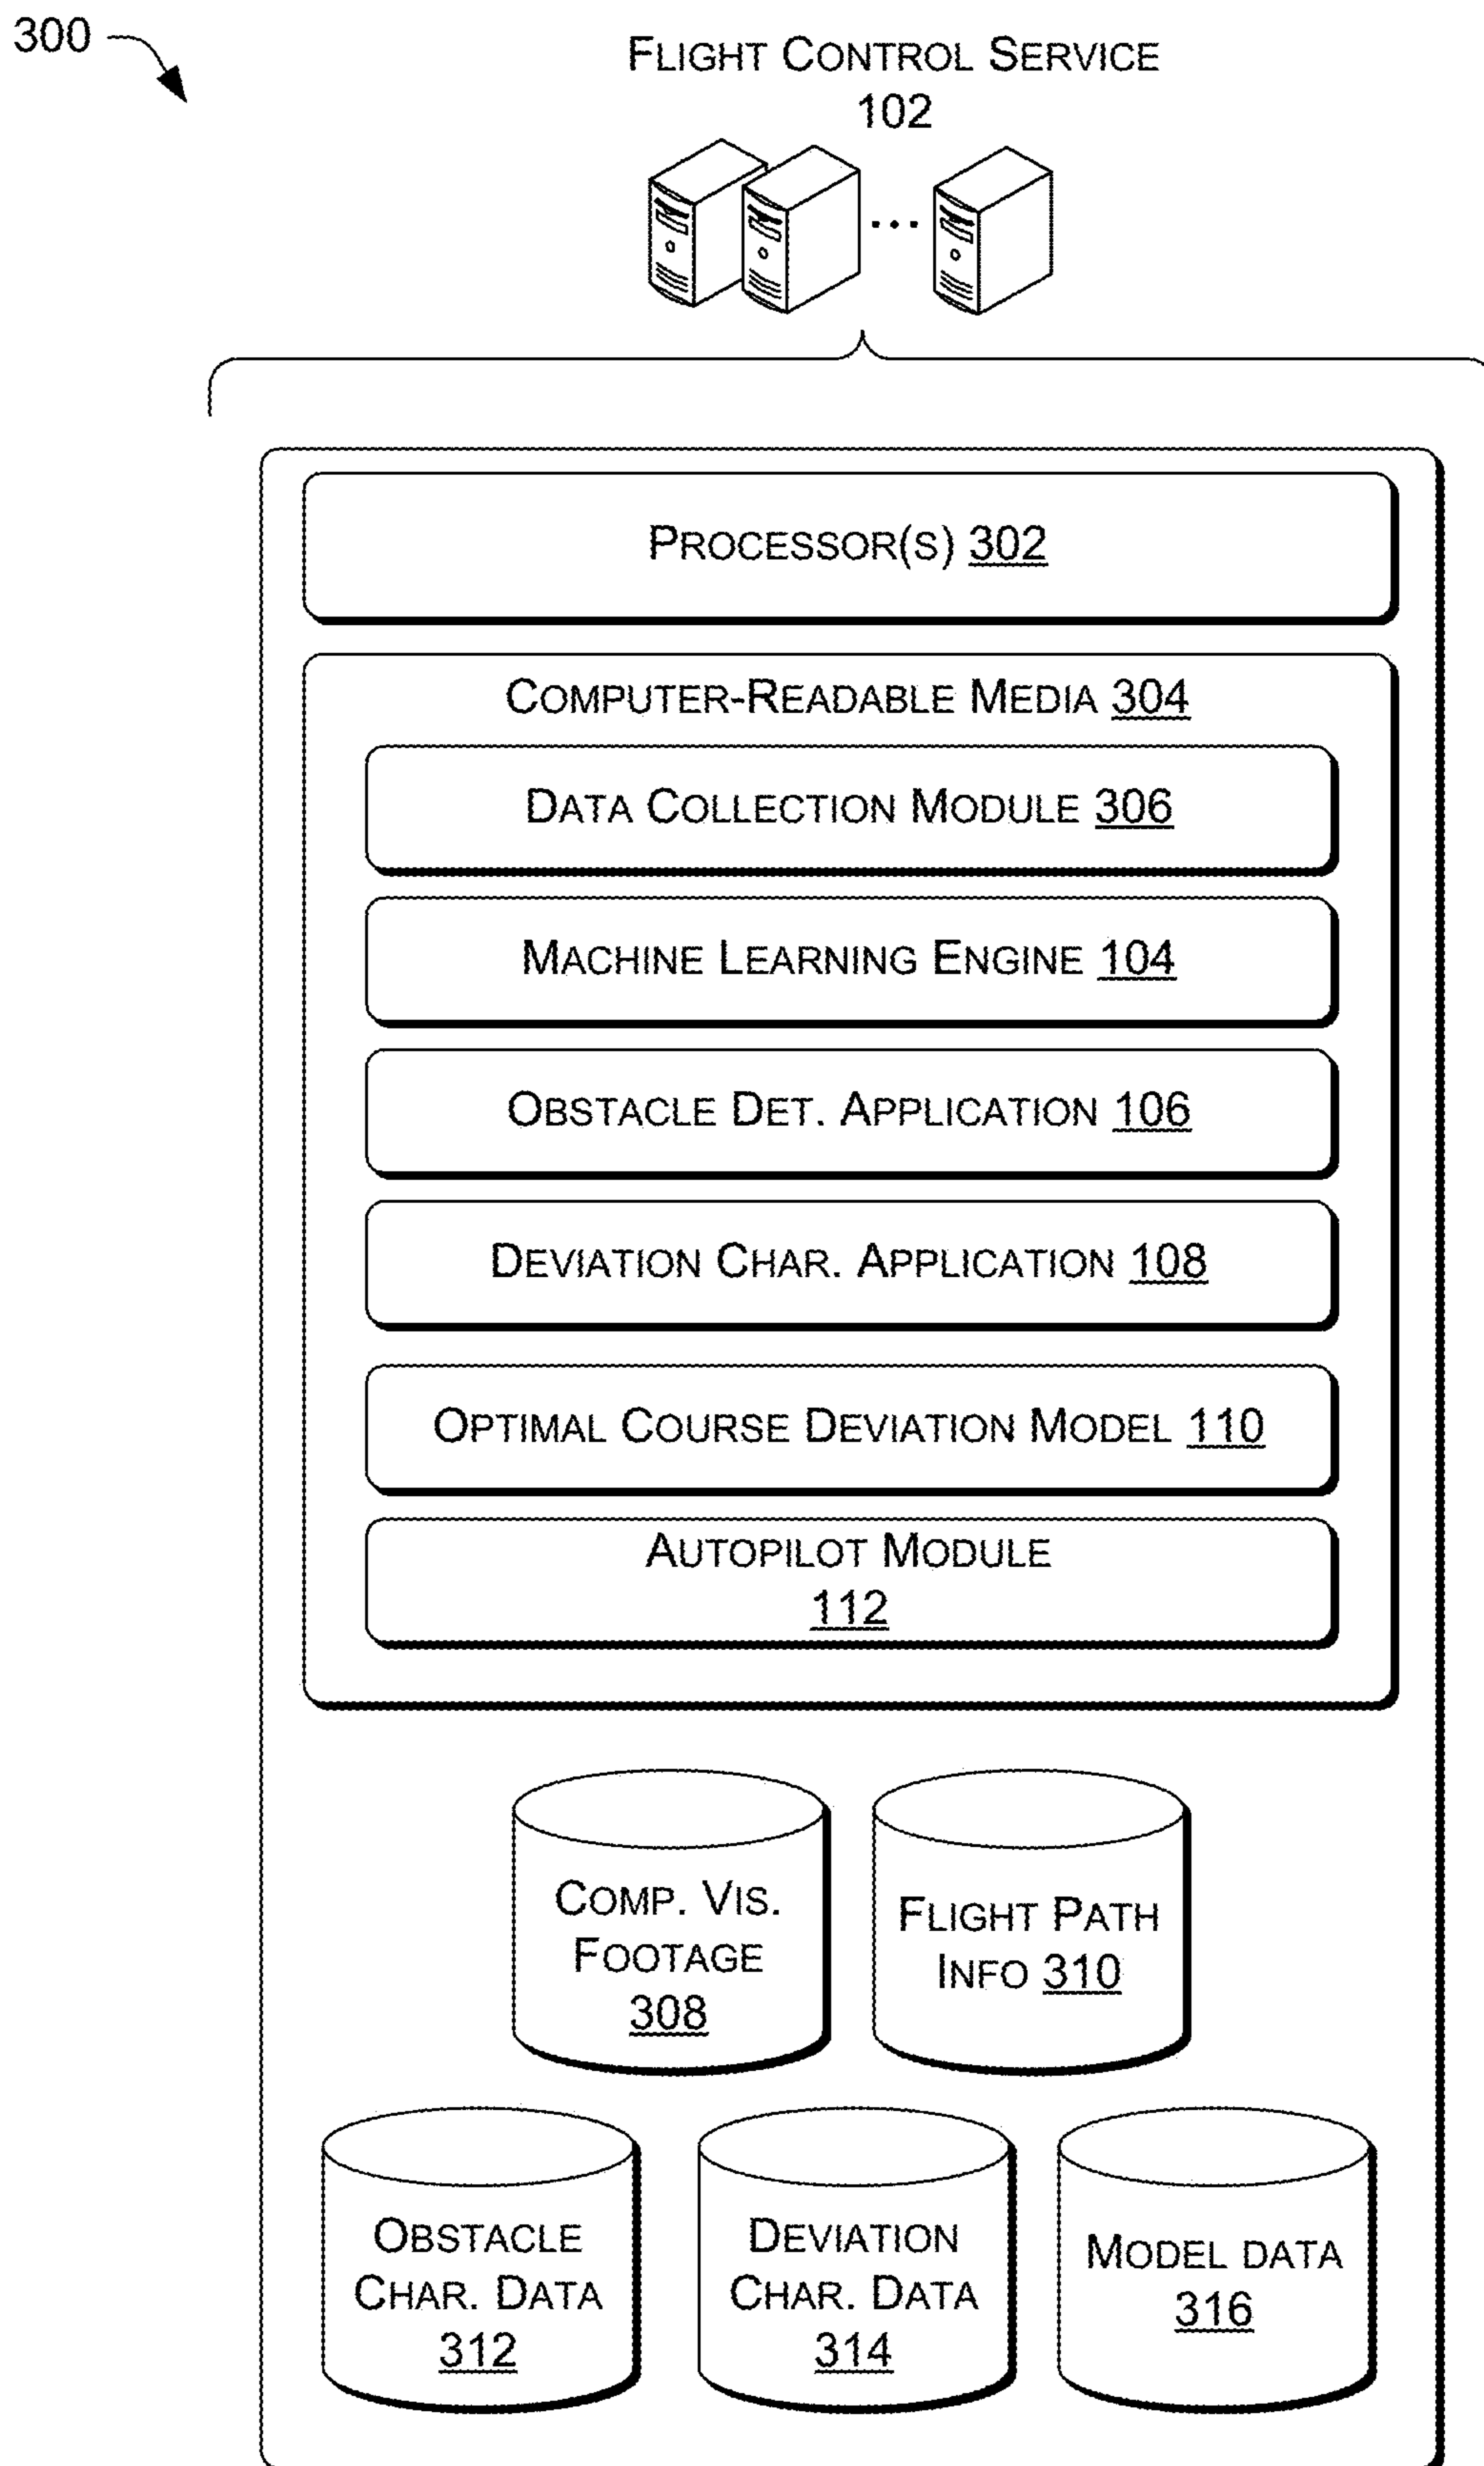 300
FLIGHT CONTROL SERVICE
102
...
PROCESSOR(S) 302
COMPUTER-READABLE MEDIA 304
DATA COLLECTION MODULE 306
MACHINE LEARNING ENGINE 104
OBSTACLE DET. APPLICATION 106
DEVIATION CHAR. APPLICATION 108
OPTIMAL COURSE DEVIATION MODEL 110
AUTOPILOT MODULE
112
COMP. VIS.
FOOTAGE
308
FLIGHT PATH
INFO 310
OBSTACLE
CHAR. DATA
312
DEVIATION
CHAR. DATA
314
MODEL DATA
316